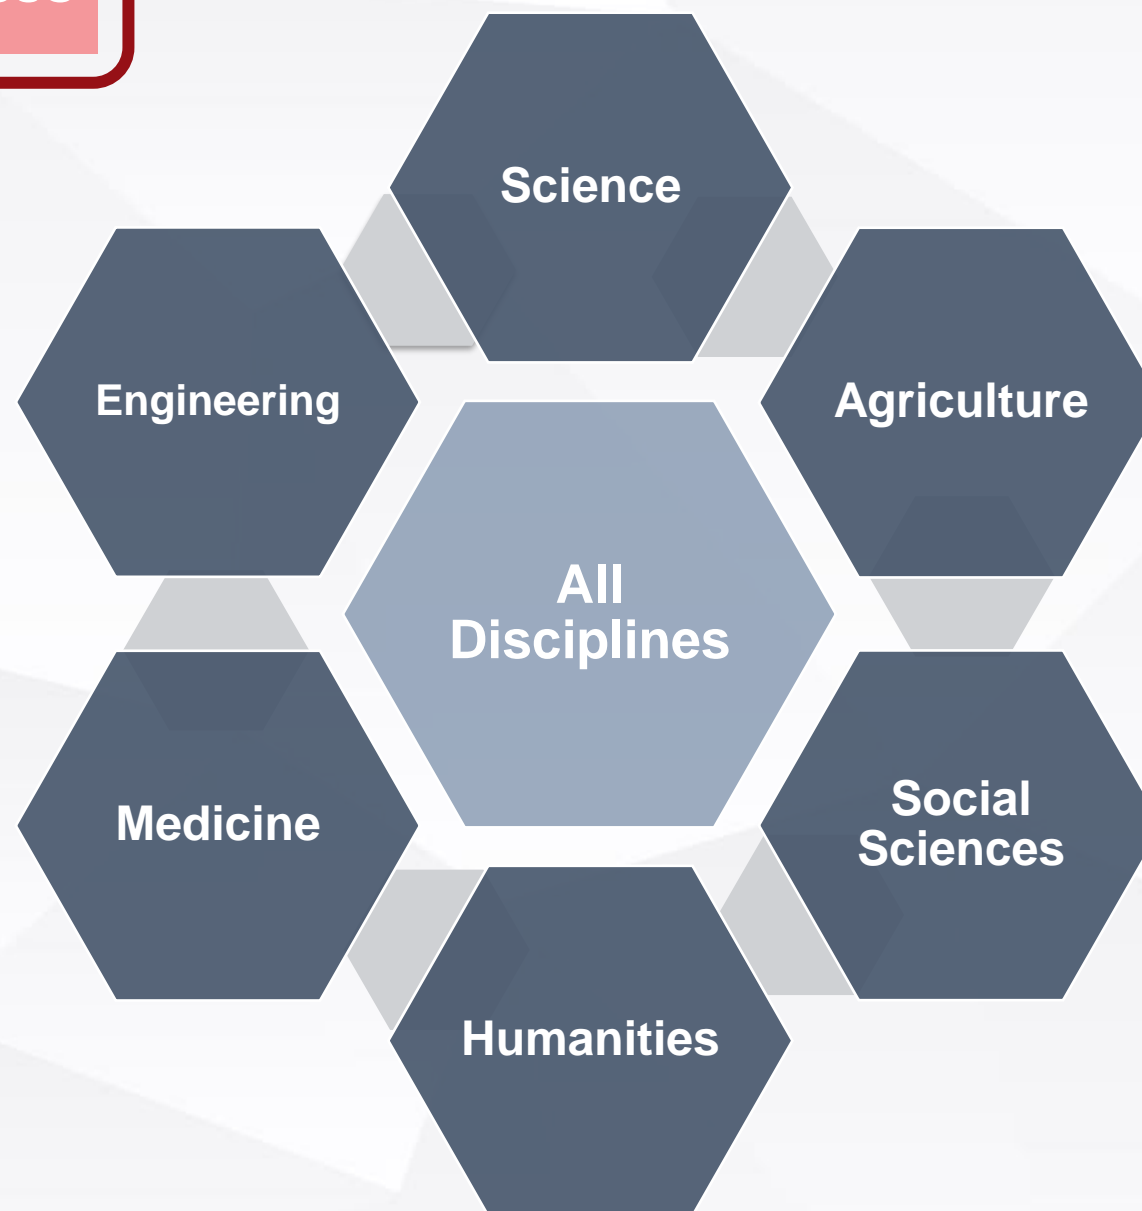 Science
Engineering
Agriculture
All
Disciplines
Medicine
Social
Sciences
Humanities